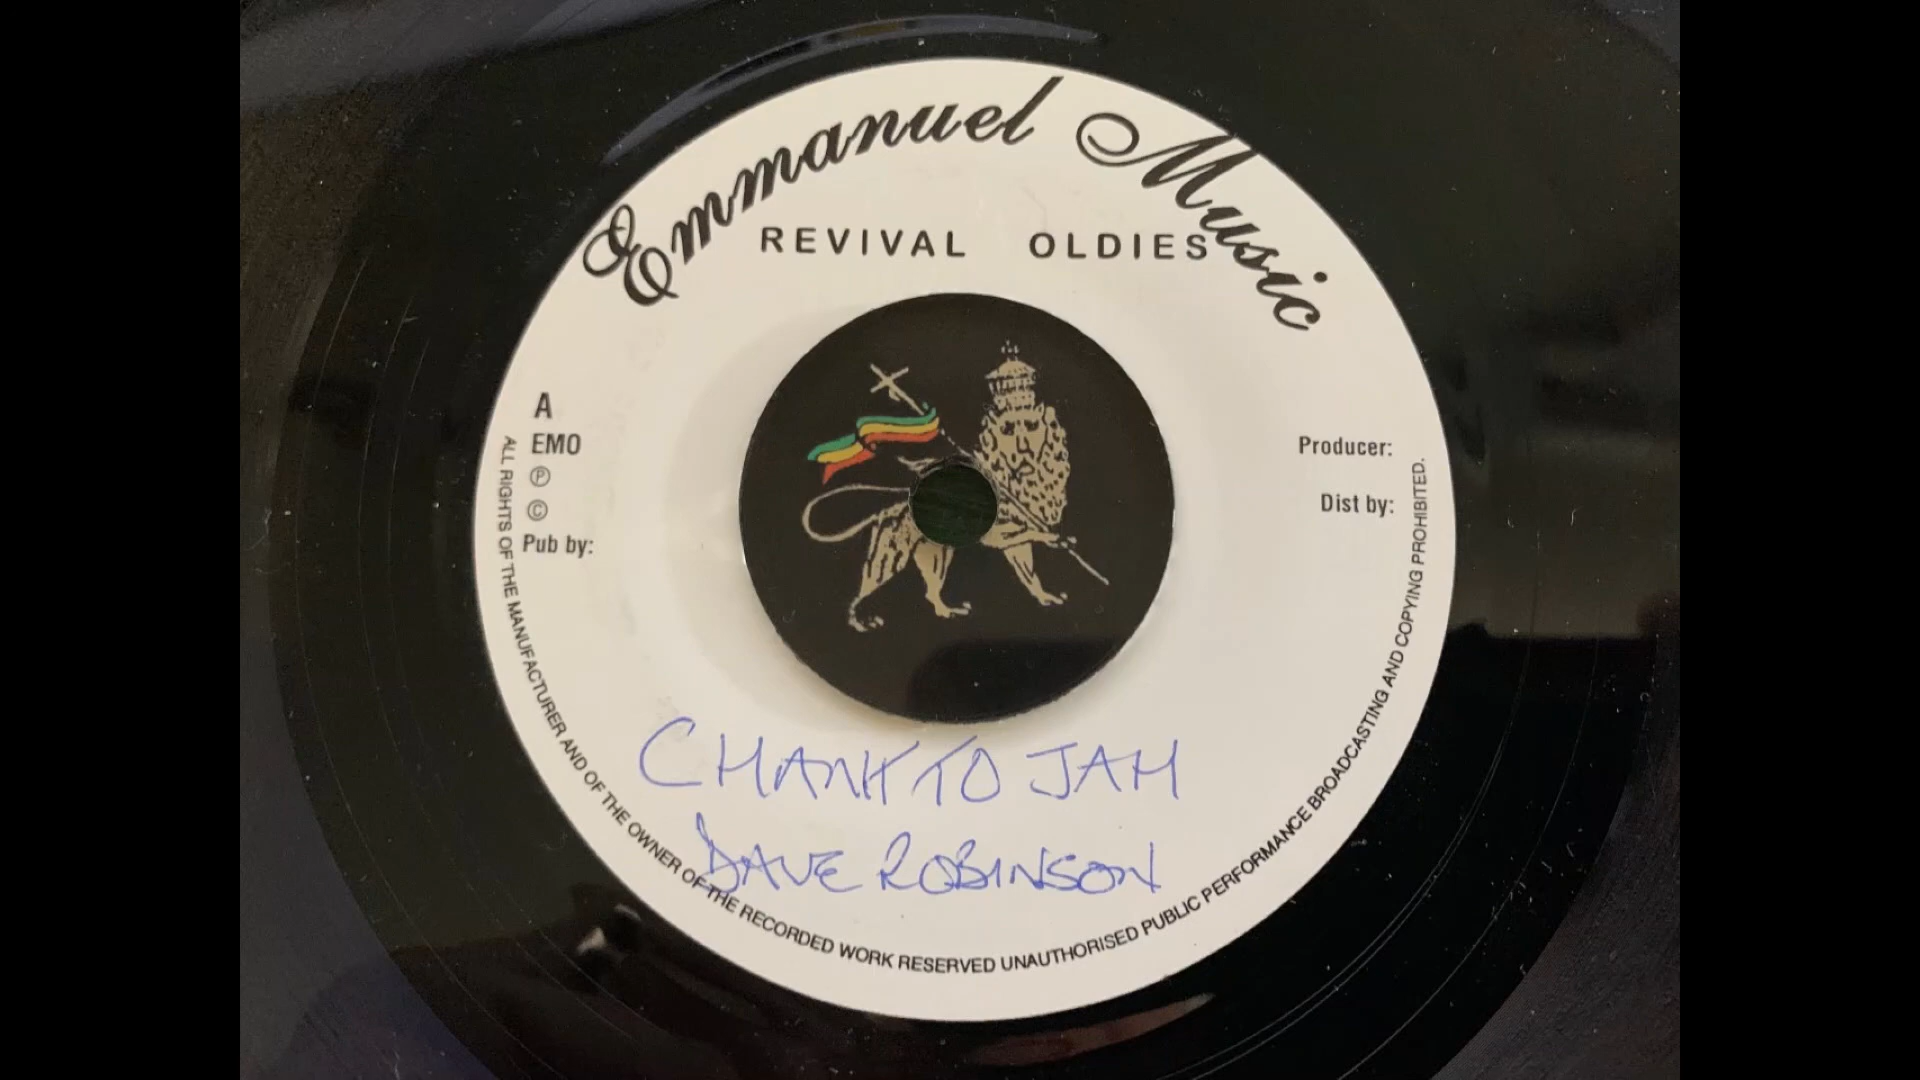 Emmanuel Music
REVIVAL OLDIES
A
EMO
Ⓟ
©
Pub by:
Producer:
Dist by:
CHANT TO JAH
DAVE ROBINSON
ALL RIGHTS OF THE MANUFACTURER AND OF THE OWNER OF THE RECORDED WORK RESERVED UNAUTHORISED PUBLIC PERFORMANCE BROADCASTING AND COPYING PROHIBITED.